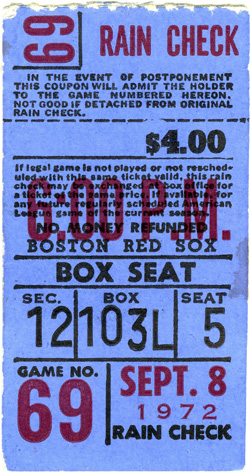 69
RAIN CHECK
IN THE EVENT OF POSTPONEMENT
THIS COUPON WILL ADMIT THE HOLDER
TO THE GAME NUMBERED HEREON,
NOT GOOD IF DETACHED FROM ORIGINAL
RAIN CHECK.
$4.00
If legal game is not played or not resched-
uled with this same ticket valid, this rain
check may be exchanged at box office for
a ticket of the same price, if available, for
any future regularly scheduled American
League game of the current season.
6:00 P.M.
NO MONEY REFUNDED
BOSTON RED SOX
BOX SEAT
SEC. BOX SEAT
12 103L 5
GAME NO.
69
SEPT. 8
1972
RAIN CHECK